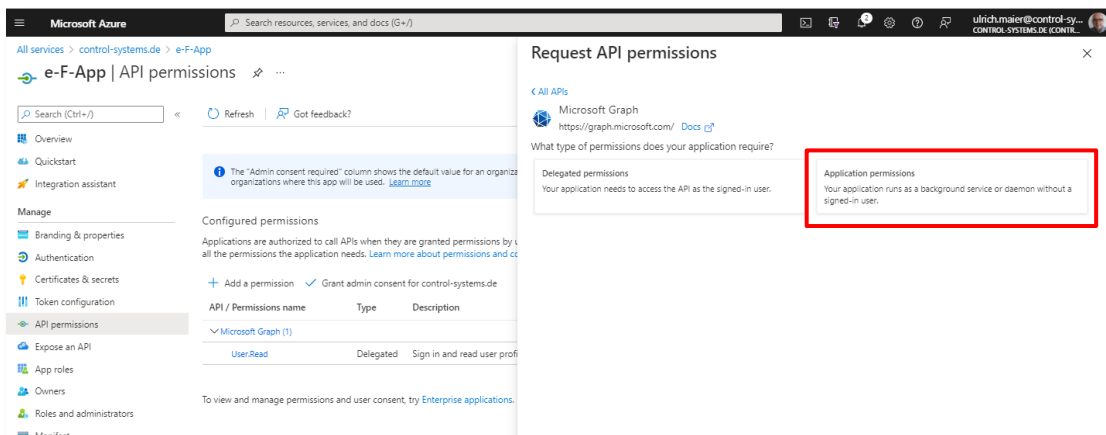 Microsoft Azure
Search resources, services, and docs (G+/)
2
ulrich.maier@control-sy...
CONTROL-SYSTEMS.DE (CONTR...
All services > control-systems.de > e-F-App
e-F-App | API permissions
Search (Ctrl+/)
«
Overview
Quickstart
Integration assistant
Manage
Branding & properties
Authentication
Certificates & secrets
Token configuration
API permissions
Expose an API
App roles
Owners
Roles and administrators
Refresh
Got feedback?
The "Admin consent required" column shows the default value for an organiza
organizations where this app will be used. Learn more
Configured permissions
Applications are authorized to call APIs when they are granted permissions by u
all the permissions the application needs. Learn more about permissions and co
+ Add a permission
Grant admin consent for control-systems.de
API / Permissions name Type Description
Microsoft Graph (1)
User.Read Delegated Sign in and read user profi
To view and manage permissions and user consent, try Enterprise applications.
Request API permissions
All APIs
Microsoft Graph
https://graph.microsoft.com/ Docs
What type of permissions does your application require?
Delegated permissions
Your application needs to access the API as the signed-in user.
Application permissions
Your application runs as a background service or daemon without a
signed-in user.